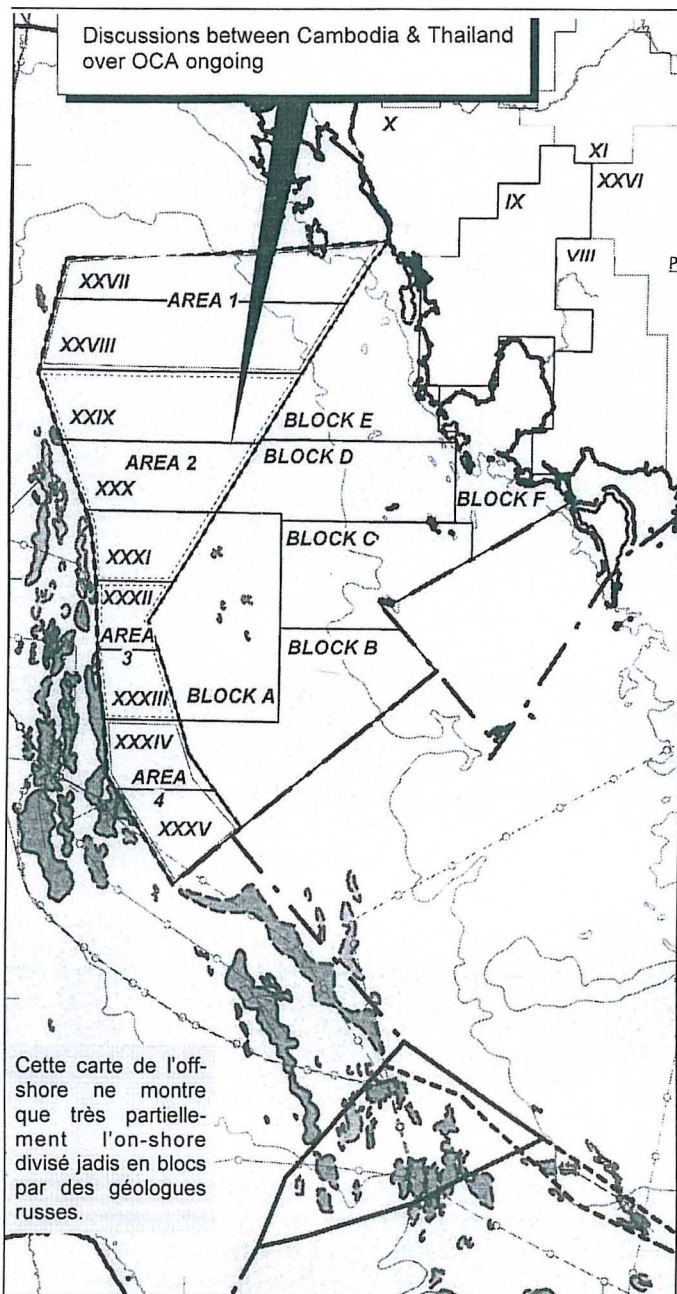 Discussions between Cambodia & Thailand
over OCA ongoing
X
XI
IX
XXVI
VIII
P
XXVII
AREA 1
XXVIII
XXIX
BLOCK E
AREA 2
BLOCK D
XXX
BLOCK F
BLOCK C
XXXI
XXXII
AREA
3
BLOCK B
XXXIII
BLOCK A
XXXIV
AREA
4
XXXV
Cette carte de l'off-
shore ne montre
que très partielle-
ment l'on-shore
divisé jadis en blocs
par des géologues
russes.